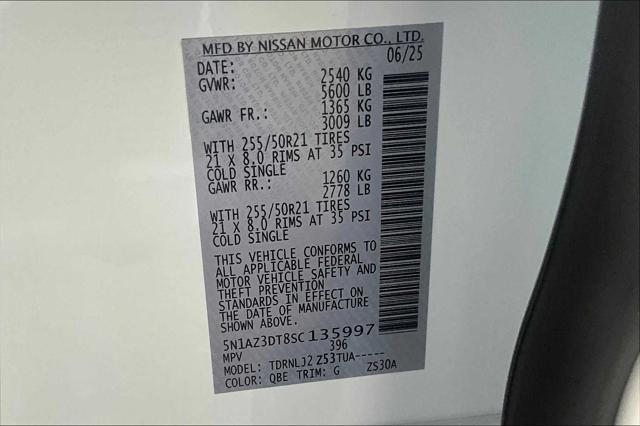 MFD BY NISSAN MOTOR CO., LTD.
DATE: 06/25
GVWR: 2540 KG
5600 LB
GAWR FR.: 1365 KG
3009 LB
WITH 255/50R21 TIRES
21 X 8.0 RIMS AT 35 PSI
COLD SINGLE
GAWR RR.: 1260 KG
2778 LB
WITH 255/50R21 TIRES
21 X 8.0 RIMS AT 35 PSI
COLD SINGLE
THIS VEHICLE CONFORMS TO
ALL APPLICABLE FEDERAL
MOTOR VEHICLE SAFETY AND
THEFT PREVENTION
STANDARDS IN EFFECT ON
THE DATE OF MANUFACTURE
SHOWN ABOVE.
5N1AZ3DT8SC135997
MPV 396
MODEL: TDRNLJ2 Z53TUA-----
COLOR: QBE TRIM: G ZS30A